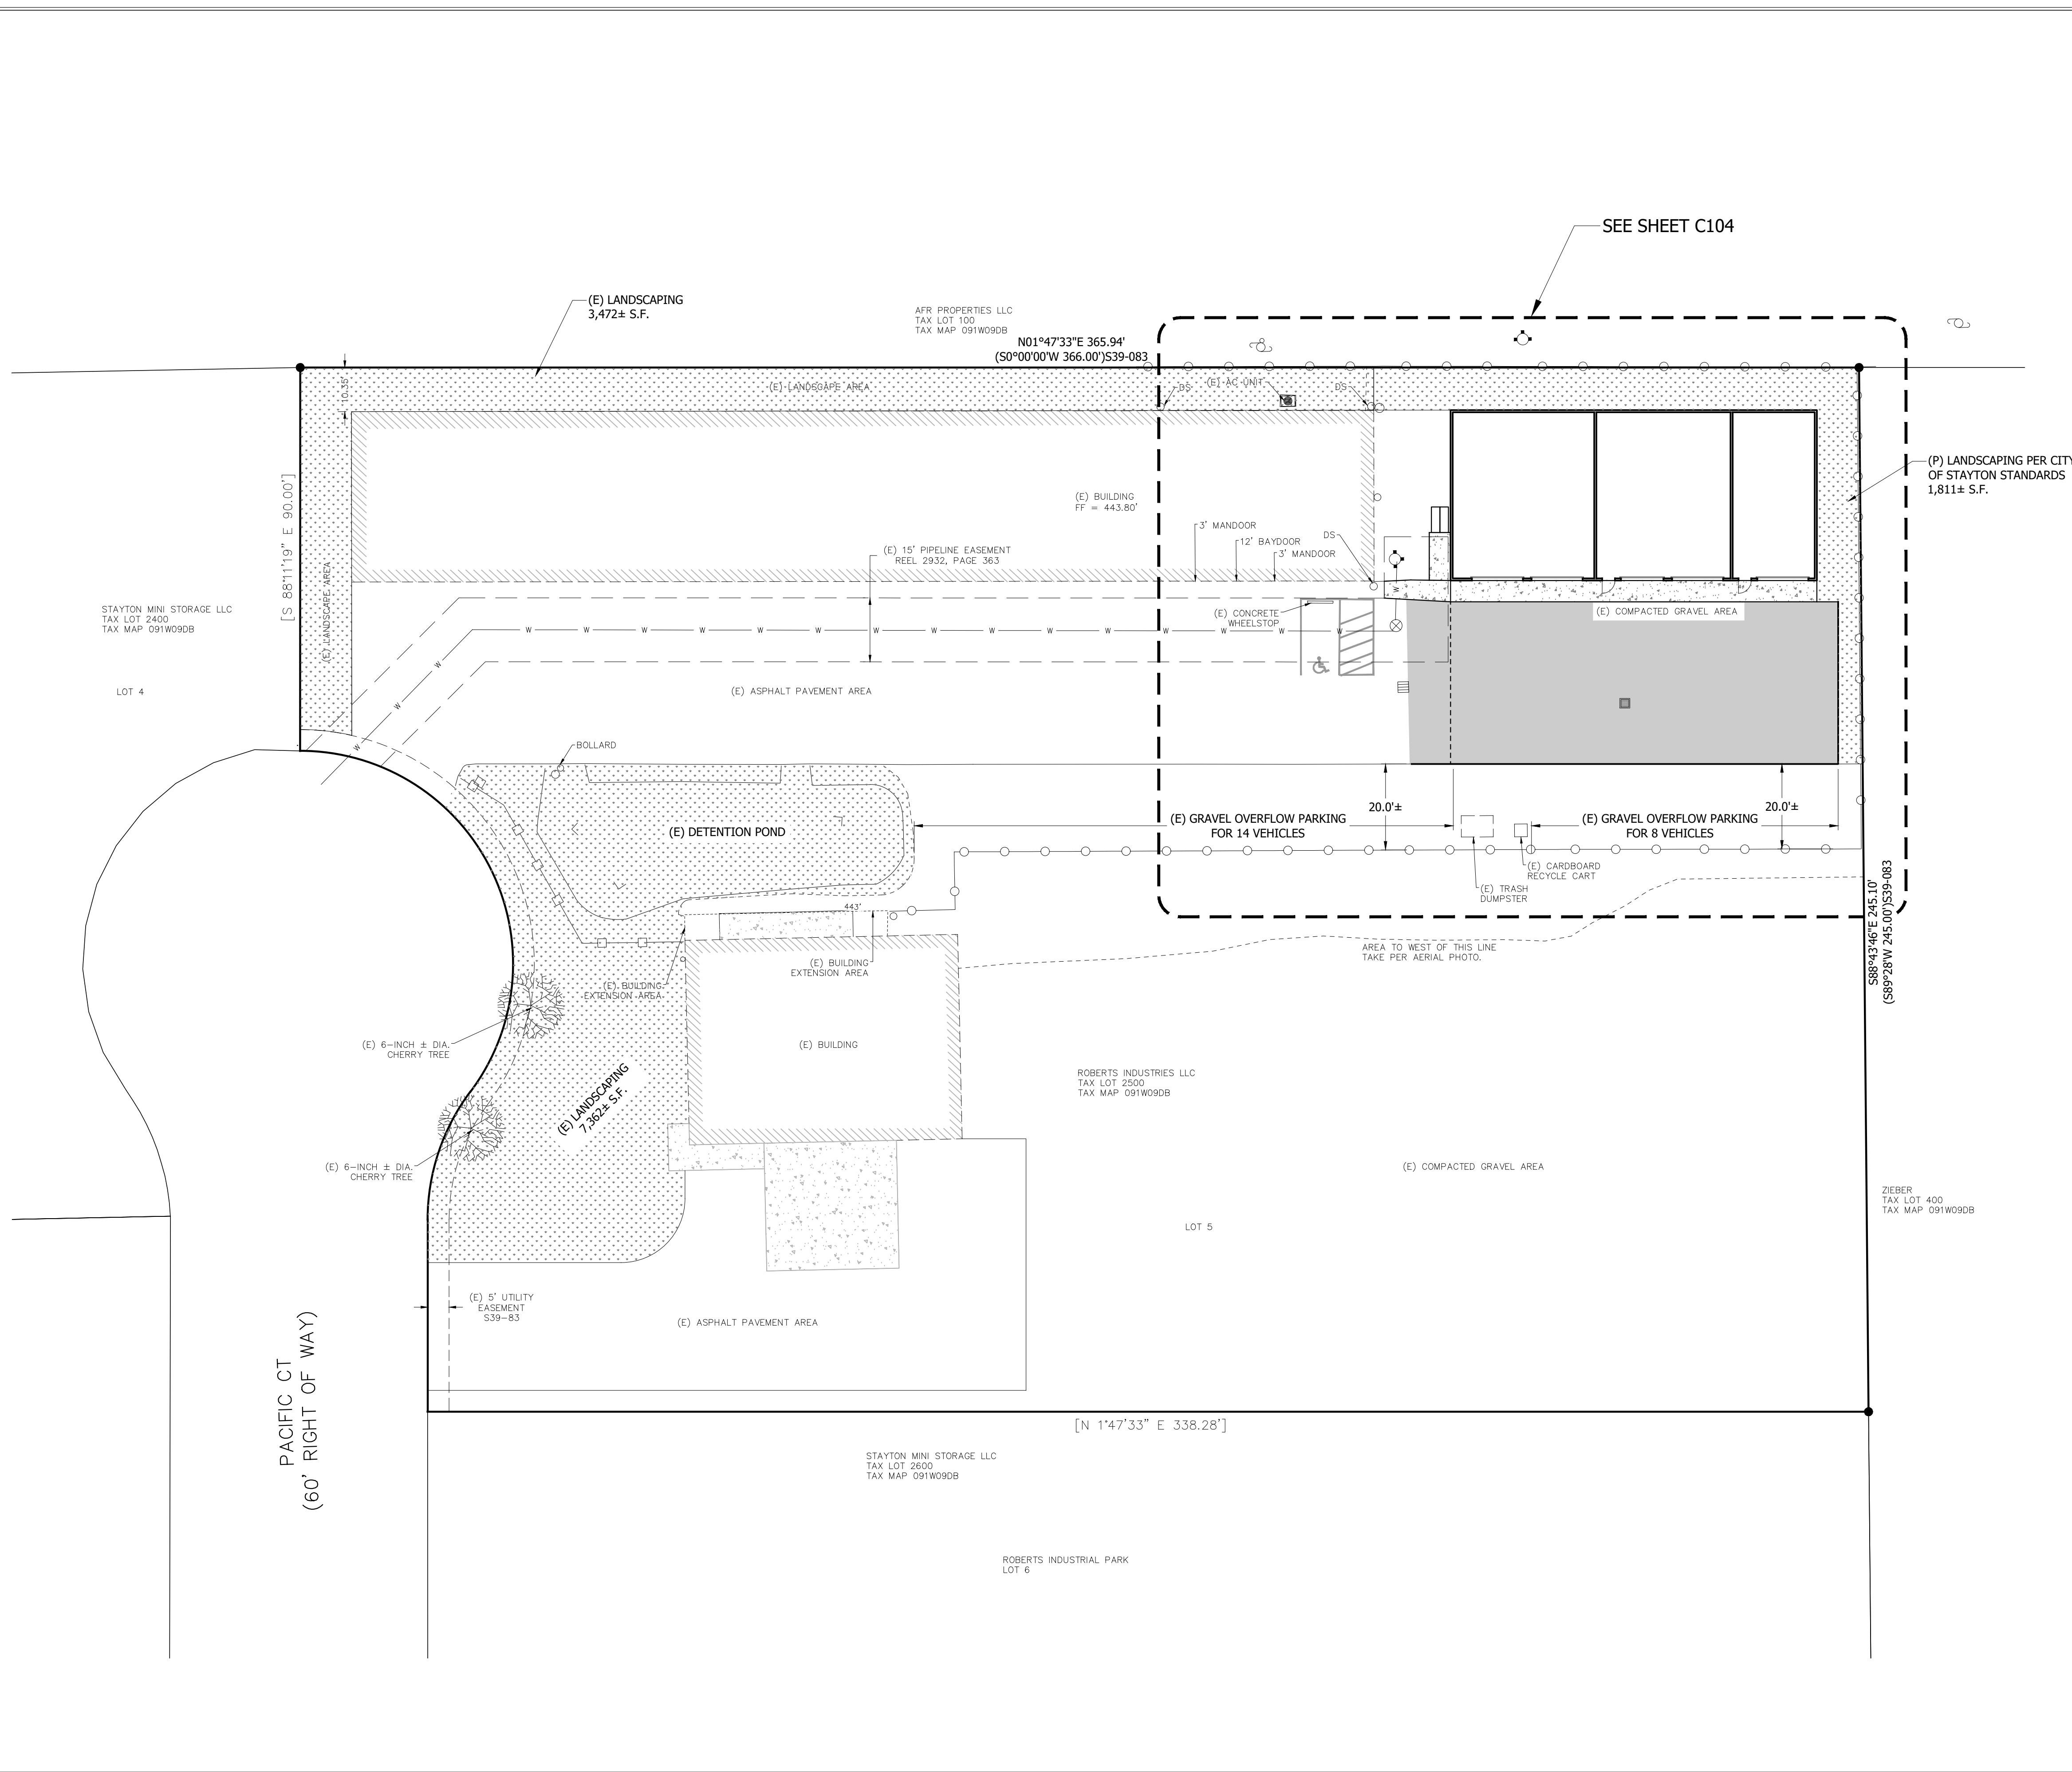 SEE SHEET C104
(E) LANDSCAPING
3,472± S.F.
AFR PROPERTIES LLC
TAX LOT 100
TAX MAP 091W09DB
N01°47'33"E 365.94'
(S0°00'00"W 366.00')S39-083
10.35'
(E) LANDSCAPE AREA
DS
(E) AC UNIT
DS
(P) LANDSCAPING PER CITY
OF STAYTON STANDARDS
1,811± S.F.
[S 88°11'19" E 90.00']
(E) LANDSCAPE AREA
(E) BUILDING
FF = 443.80'
3' MANDOOR
12' BAYDOOR
3' MANDOOR
DS
(E) 15' PIPELINE EASEMENT
REEL 2932, PAGE 363
STAYTON MINI STORAGE LLC
TAX LOT 2400
TAX MAP 091W09DB
LOT 4
(E) CONCRETE
WHEELSTOP
(E) COMPACTED GRAVEL AREA
W W W W W W W W W W W W W W W
W
W
W
W
(E) ASPHALT PAVEMENT AREA
BOLLARD
(E) DETENTION POND
(E) GRAVEL OVERFLOW PARKING
FOR 14 VEHICLES
20.0'±
(E) GRAVEL OVERFLOW PARKING
FOR 8 VEHICLES
20.0'±
(E) CARDBOARD
RECYCLE CART
(E) TRASH
DUMPSTER
443'
S88°43'46"E 245.10'
(S89°28'W 245.00')S39-083
AREA TO WEST OF THIS LINE
TAKE PER AERIAL PHOTO.
(E) BUILDING
EXTENSION AREA
(E) BUILDING
EXTENSION AREA
(E) 6-INCH ± DIA.
CHERRY TREE
(E) BUILDING
ROBERTS INDUSTRIES LLC
TAX LOT 2500
TAX MAP 091W09DB
(E) LANDSCAPING
7,362± S.F.
(E) 6-INCH ± DIA.
CHERRY TREE
(E) COMPACTED GRAVEL AREA
ZIEBER
TAX LOT 400
TAX MAP 091W09DB
LOT 5
(E) 5' UTILITY
EASEMENT
S39-83
(E) ASPHALT PAVEMENT AREA
PACIFIC CT
(60' RIGHT OF WAY)
[N 1°47'33" E 338.28']
STAYTON MINI STORAGE LLC
TAX LOT 2600
TAX MAP 091W09DB
ROBERTS INDUSTRIAL PARK
LOT 6